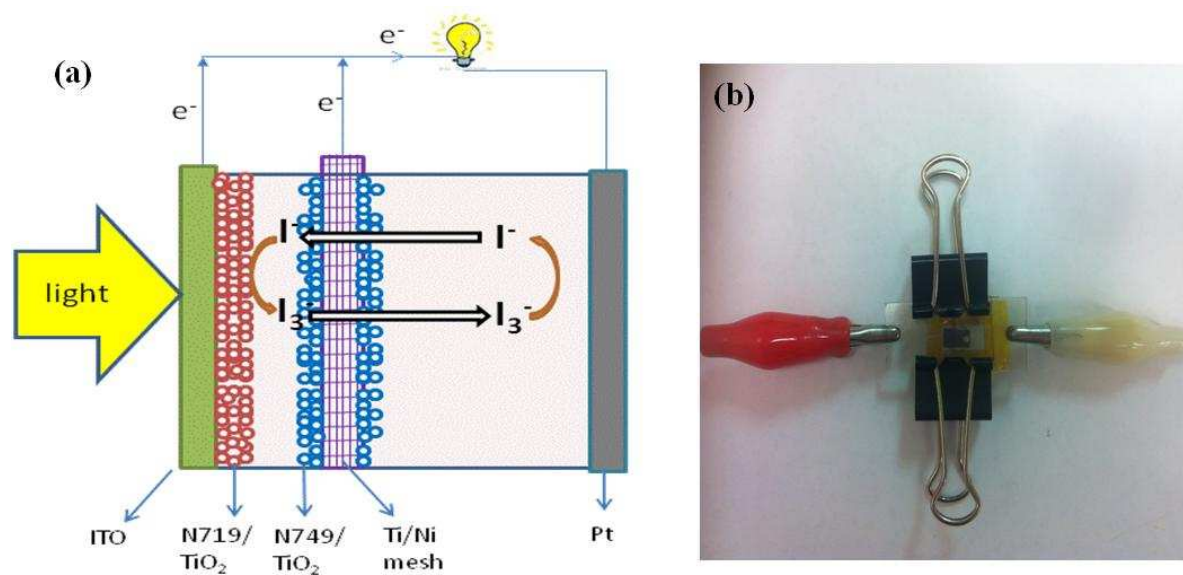 (a)
e⁻
e⁻
e⁻
light
I⁻
I⁻
I₃⁻
I₃⁻
ITO
N719/
TiO₂
N749/
TiO₂
Ti/Ni
mesh
Pt
(b)